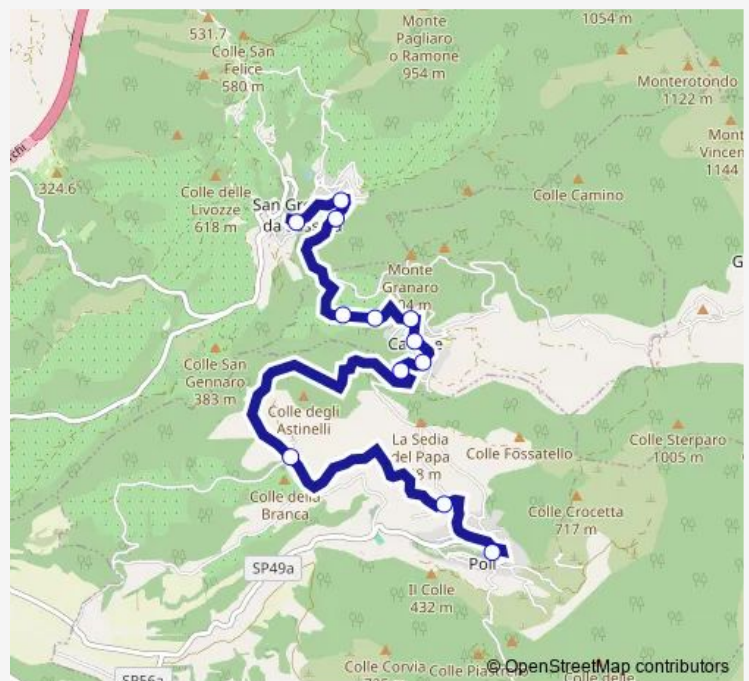 1054 m
Monte
Pagliaro
o Ramone
954 m
531.7
Colle San
Felice
580 m
Monterotondo
1122 m
324.6
Colle delle
Livozze
618 m
San
Colle Camino
1144
Monte
Granaro
Colle San
Gennaro
383 m
Colle degli
Astinelli
La Sedia
del Papa
Colle Fossatello
Colle Sterparo
1005 m
Colle della
Branca
Colle Crocetta
717 m
SP49a
Poli
Il Colle
432 m
SP56a
Colle Corvia
© OpenStreetMap contributors